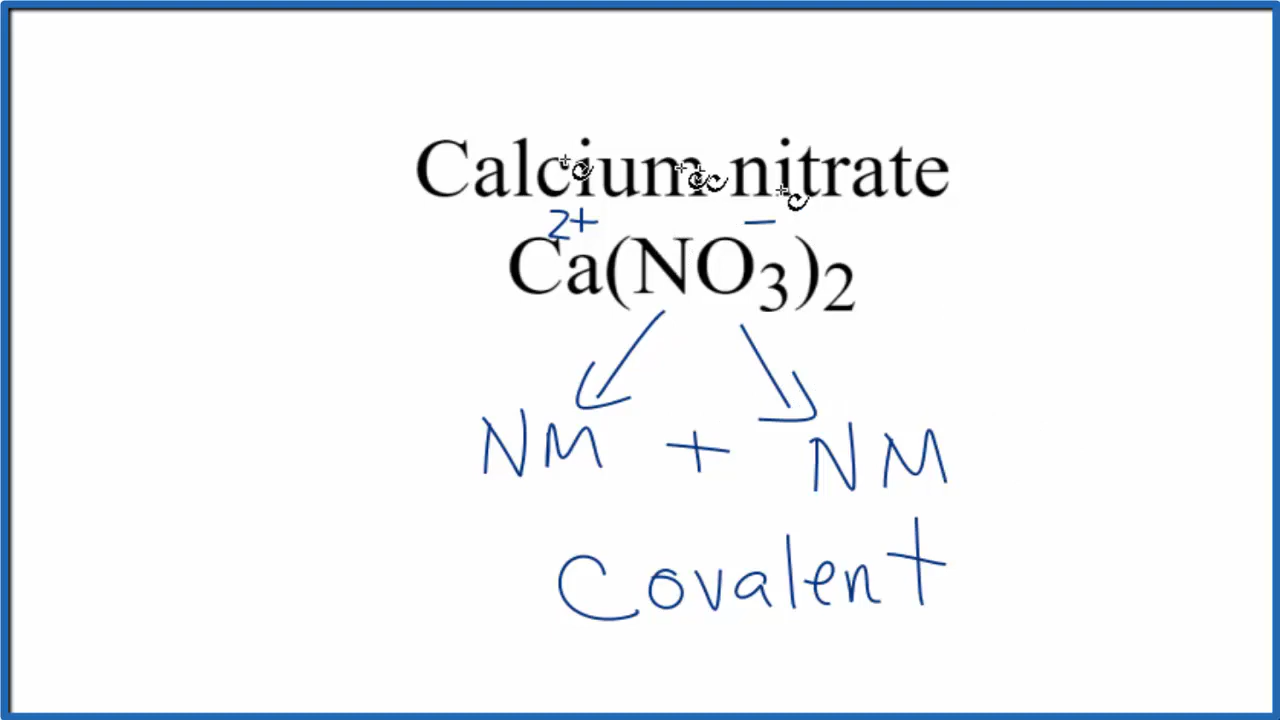 Calcium nitrate
2+ −
Ca(NO₃)₂
NM + NM
Covalent